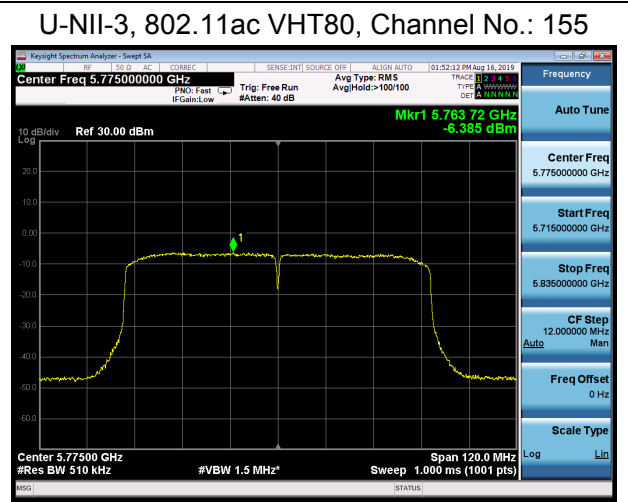 U-NII-3, 802.11ac VHT80, Channel No.: 155
Keysight Spectrum Analyzer - Swept SA
RF 50 Ω AC CORREC SENSE:INT SOURCE OFF ALIGN AUTO 01:52:12 PM Aug 16, 2019
Center Freq 5.775000000 GHz Avg Type: RMS TRACE 1 2 3 4 5 6 Frequency
PNO: Fast Trig: Free Run Avg|Hold:>100/100 TYPE A WWWWW
IFGain:Low #Atten: 40 dB DET A NNNNN
Auto Tune
Mkr1 5.763 72 GHz
10 dB/div Ref 30.00 dBm -6.385 dBm
Log
Center Freq
5.775000000 GHz
20.0
10.0
Start Freq
5.715000000 GHz
0.00
1
-10.0
Stop Freq
5.835000000 GHz
-20.0
-30.0
CF Step
12.000000 MHz
Auto Man
-40.0
-50.0
Freq Offset
0 Hz
-60.0
Scale Type
Log Lin
Center 5.77500 GHz Span 120.0 MHz
#Res BW 510 kHz #VBW 1.5 MHz* Sweep 1.000 ms (1001 pts)
MSG STATUS